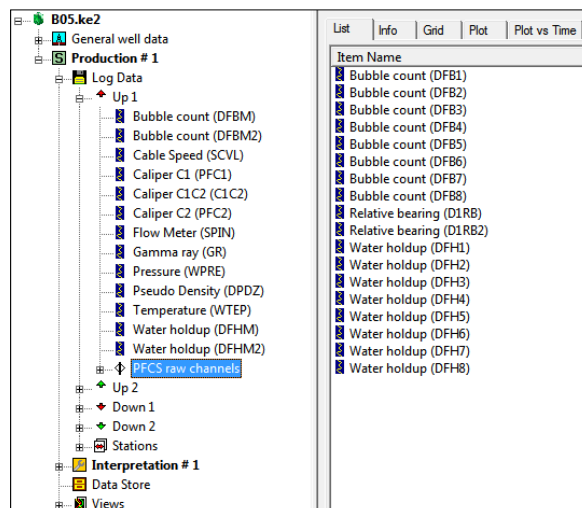 B05.ke2
General well data
Production # 1
Log Data
Up 1
Bubble count (DFBM)
Bubble count (DFBM2)
Cable Speed (SCVL)
Caliper C1 (PFC1)
Caliper C1C2 (C1C2)
Caliper C2 (PFC2)
Flow Meter (SPIN)
Gamma ray (GR)
Pressure (WPRE)
Pseudo Density (DPDZ)
Temperature (WTEP)
Water holdup (DFHM)
Water holdup (DFHM2)
PFCS raw channels
Up 2
Down 1
Down 2
Stations
Interpretation # 1
Data Store
Views
List Info Grid Plot Plot vs Time
Item Name
Bubble count (DFB1)
Bubble count (DFB2)
Bubble count (DFB3)
Bubble count (DFB4)
Bubble count (DFB5)
Bubble count (DFB6)
Bubble count (DFB7)
Bubble count (DFB8)
Relative bearing (D1RB)
Relative bearing (D1RB2)
Water holdup (DFH1)
Water holdup (DFH2)
Water holdup (DFH3)
Water holdup (DFH4)
Water holdup (DFH5)
Water holdup (DFH6)
Water holdup (DFH7)
Water holdup (DFH8)